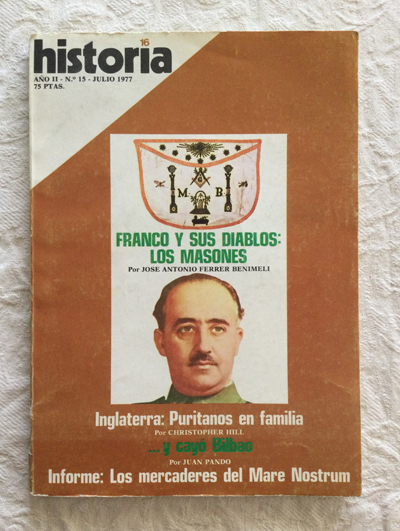 historia 16
AÑO II - N.º 15 - JULIO 1977
75 PTAS.
M B
FRANCO Y SUS DIABLOS:
LOS MASONES
Por JOSE ANTONIO FERRER BENIMELI
Inglaterra: Puritanos en familia
Por CHRISTOPHER HILL
...y cayó Bilbao
Por JUAN PANDO
Informe: Los mercaderes del Mare Nostrum